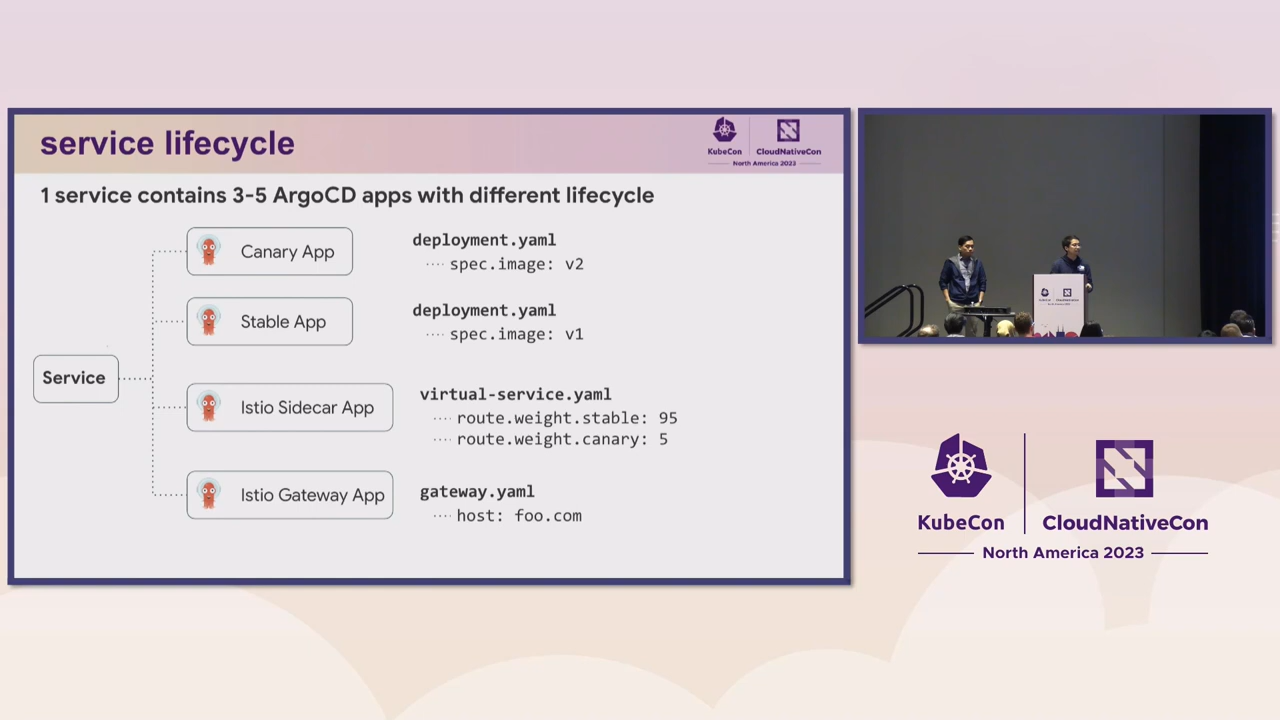 service lifecycle
KubeCon
CloudNativeCon
North America 2023
1 service contains 3-5 ArgoCD apps with different lifecycle
Service
Canary App
deployment.yaml
spec.image: v2
Stable App
deployment.yaml
spec.image: v1
Istio Sidecar App
virtual-service.yaml
route.weight.stable: 95
route.weight.canary: 5
Istio Gateway App
gateway.yaml
host: foo.com
KubeCon
CloudNativeCon
North America 2023